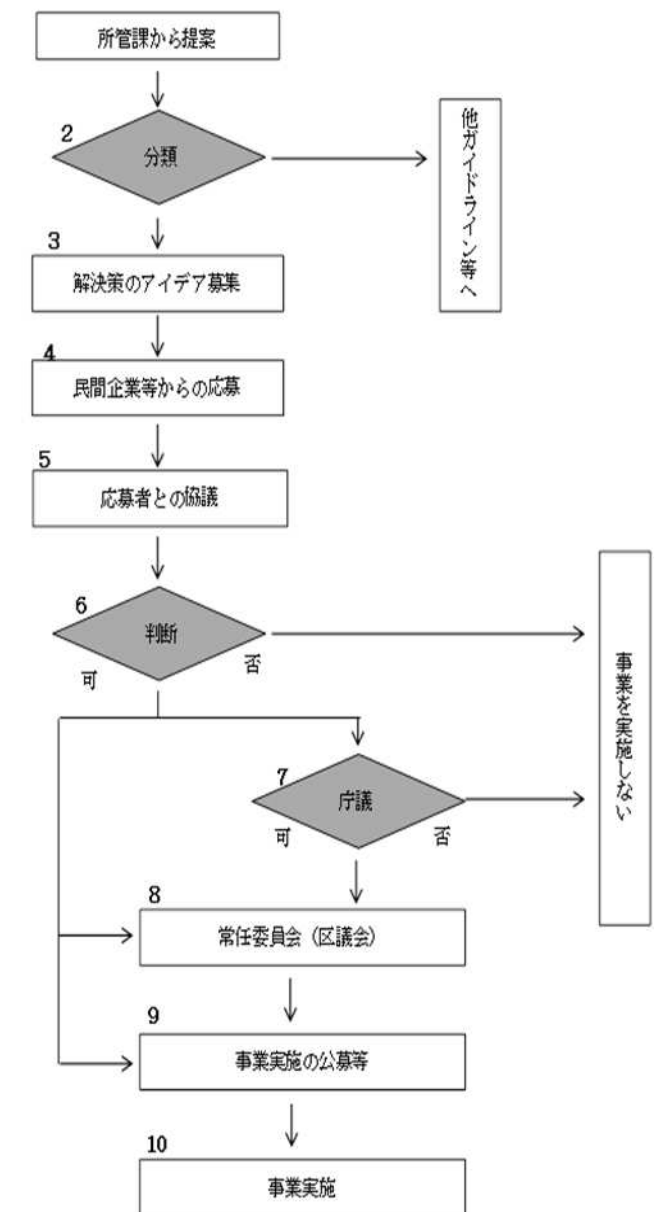 所管課から提案
2
分類
他ガイドライン等へ
3
解決策のアイデア募集
4
民間企業等からの応募
5
応募者との協議
6
判断
可
否
事業を実施しない
7
庁議
可
否
8
常任委員会（区議会）
9
事業実施の公募等
10
事業実施